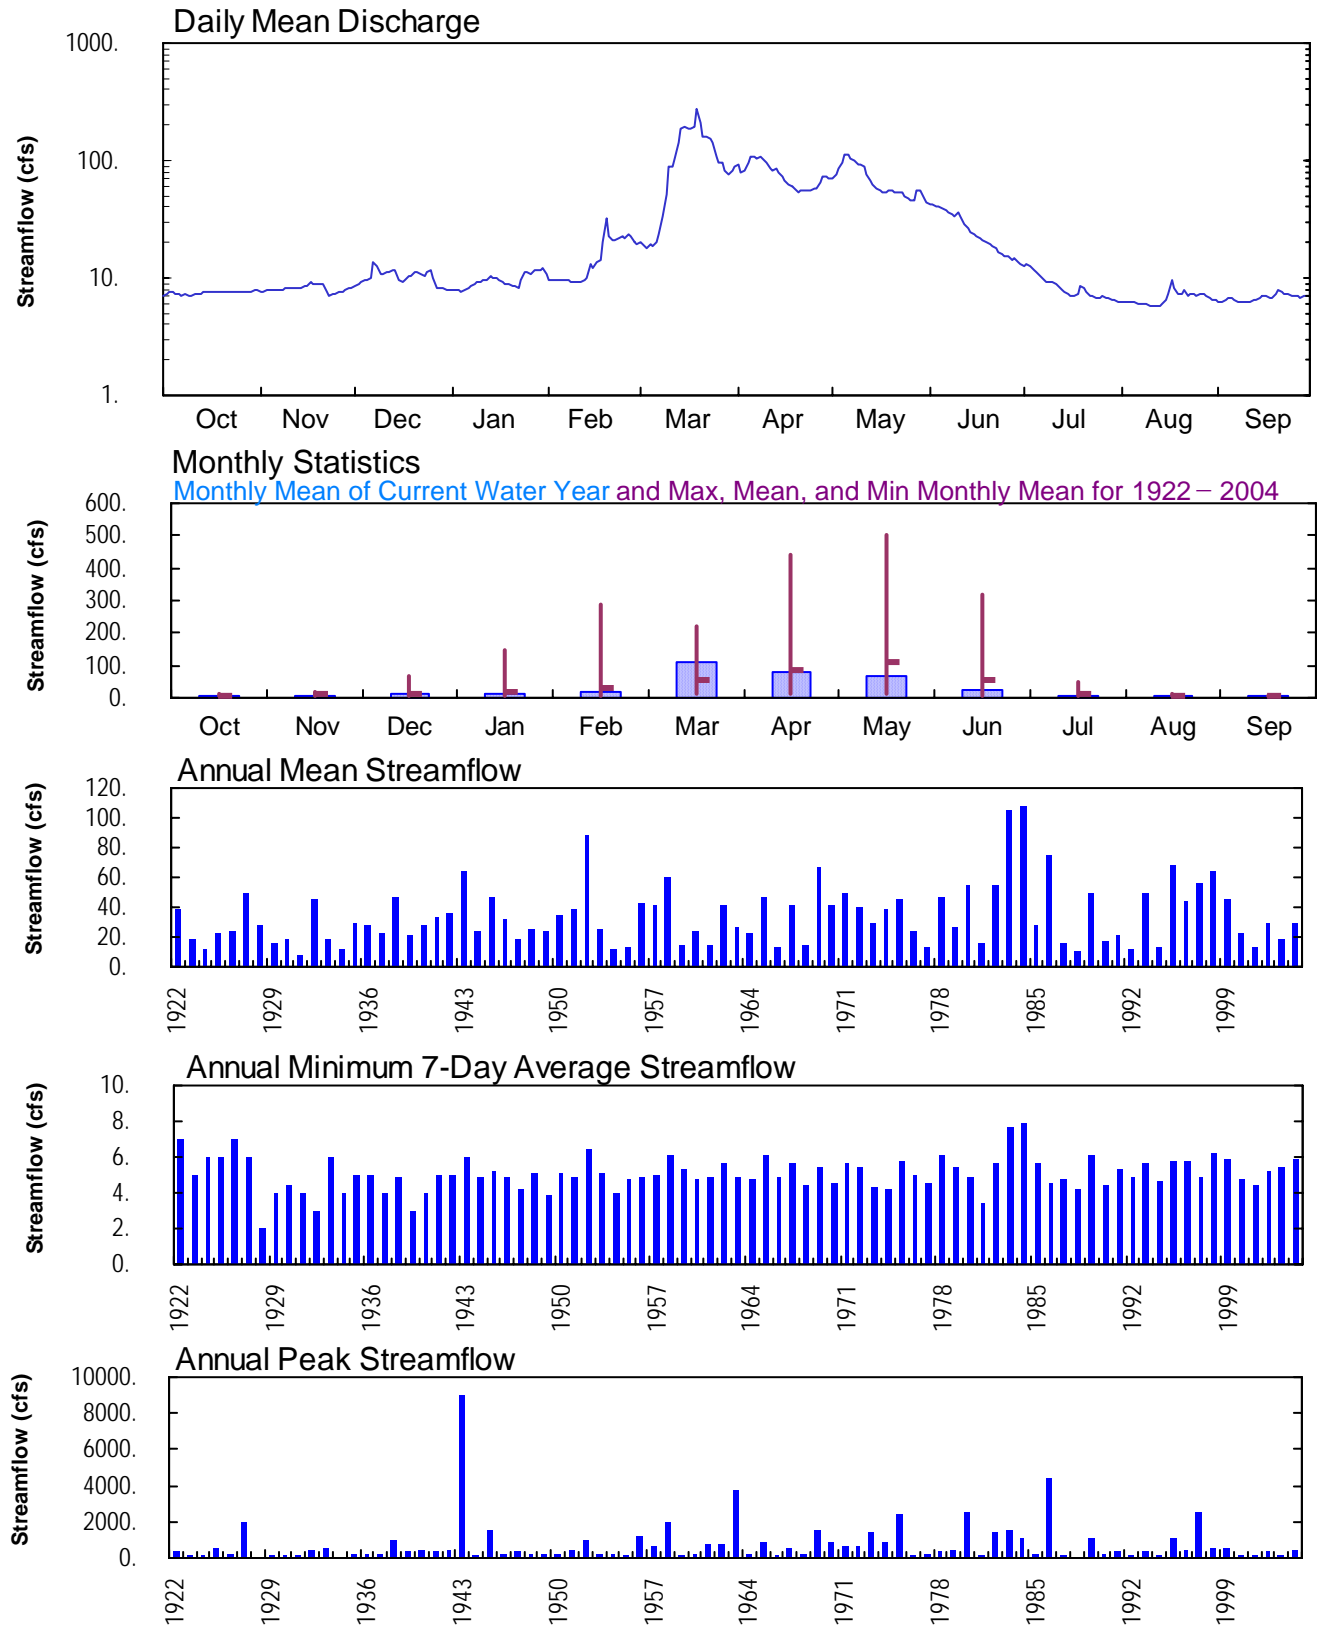 Daily Mean Discharge
Streamflow (cfs)
1000.
100.
10.
1.
Oct Nov Dec Jan Feb Mar Apr May Jun Jul Aug Sep
Monthly Statistics
Monthly Mean of Current Water Year and Max, Mean, and Min Monthly Mean for 1922 – 2004
Streamflow (cfs)
600.
500.
400.
300.
200.
100.
0.
Oct Nov Dec Jan Feb Mar Apr May Jun Jul Aug Sep
Annual Mean Streamflow
Streamflow (cfs)
120.
100.
80.
60.
40.
20.
0.
1922 1929 1936 1943 1950 1957 1964 1971 1978 1985 1992 1999
Annual Minimum 7-Day Average Streamflow
Streamflow (cfs)
10.
8.
6.
4.
2.
0.
1922 1929 1936 1943 1950 1957 1964 1971 1978 1985 1992 1999
Annual Peak Streamflow
Streamflow (cfs)
10000.
8000.
6000.
4000.
2000.
0.
1922 1929 1936 1943 1950 1957 1964 1971 1978 1985 1992 1999